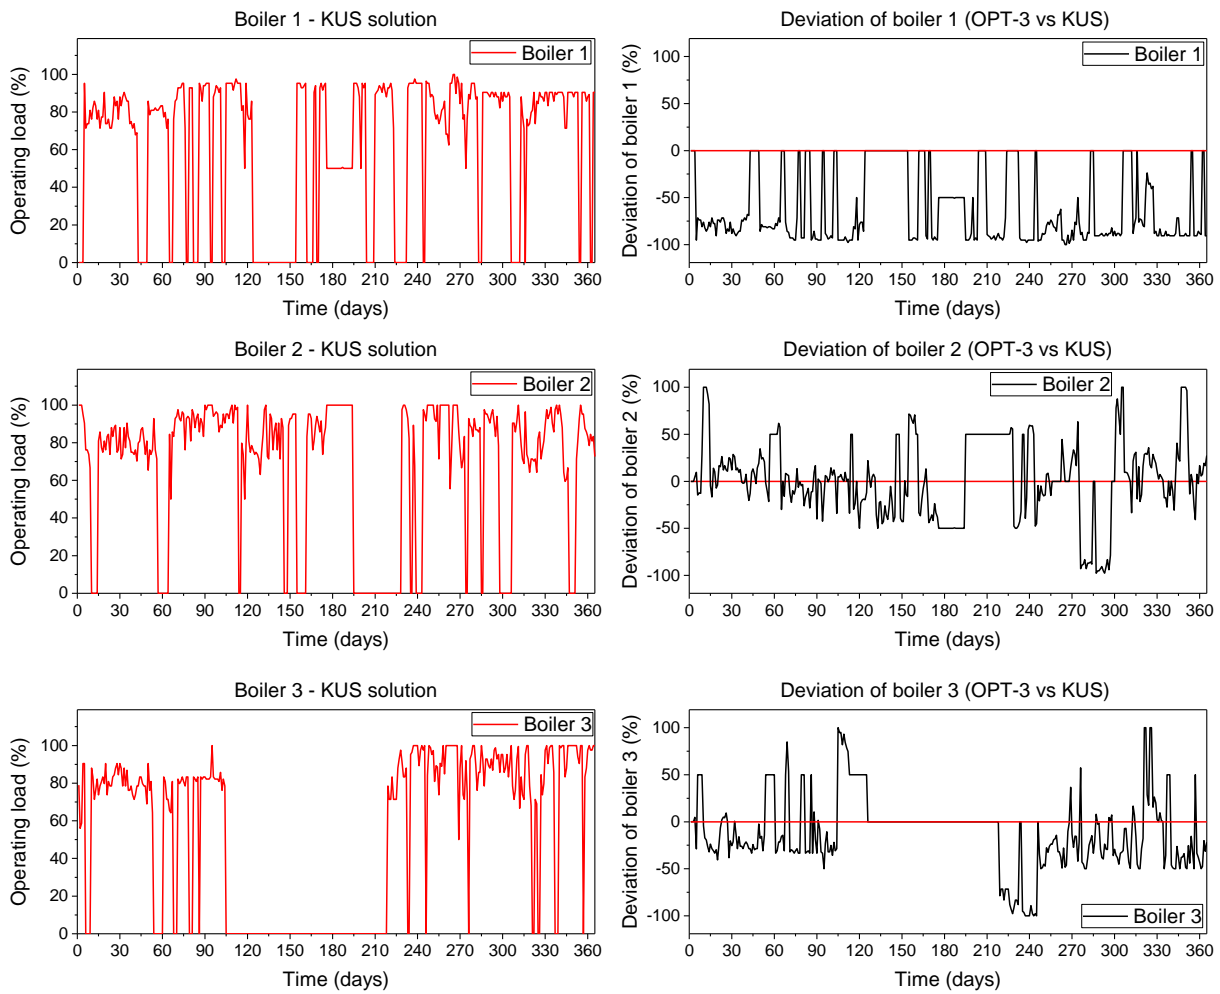 Boiler 1 - KUS solution
Boiler 1
Operating load (%)
120
100
80
60
40
20
0
0 30 60 90 120 150 180 210 240 270 300 330 360
Time (days)
Deviation of boiler 1 (OPT-3 vs KUS)
Boiler 1
Deviation of boiler 1 (%)
100
50
0
-50
-100
0 30 60 90 120 150 180 210 240 270 300 330 360
Time (days)
Boiler 2 - KUS solution
Boiler 2
Operating load (%)
120
100
80
60
40
20
0
0 30 60 90 120 150 180 210 240 270 300 330 360
Time (days)
Deviation of boiler 2 (OPT-3 vs KUS)
Boiler 2
Deviation of boiler 2 (%)
100
50
0
-50
-100
0 30 60 90 120 150 180 210 240 270 300 330 360
Time (days)
Boiler 3 - KUS solution
Boiler 3
Operating load (%)
120
100
80
60
40
20
0
0 30 60 90 120 150 180 210 240 270 300 330 360
Time (days)
Deviation of boiler 3 (OPT-3 vs KUS)
Boiler 3
Deviation of boiler 3 (%)
100
50
0
-50
-100
0 30 60 90 120 150 180 210 240 270 300 330 360
Time (days)